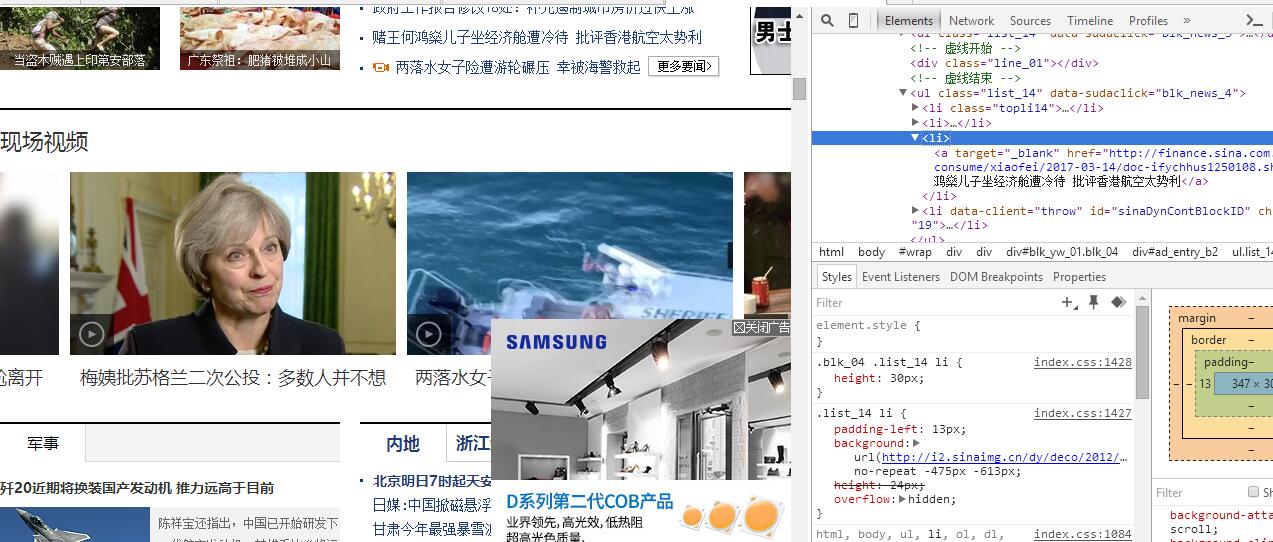 当盗木贼遇上印第安部落
广东祭祖：肥猪被堆成小山
政府工作报告修改78处：补充遏制城市房价过快上涨
赌王何鸿燊儿子坐经济舱遭冷待 批评香港航空太势利
两落水女子险遭游轮碾压 幸被海警救起
更多要闻>
男士
现场视频
SHERIFF
离开
梅姨批苏格兰二次公投：多数人并不想
两落水女
关闭广告
SAMSUNG
D系列第二代COB产品
业界领先,高光效,低热阻
超高光色质量,
军事
歼20近期将换装国产发动机 推力远高于目前
陈祥宝还指出，中国已开始研发下
内地
浙江
北京明日7时起天安
日媒:中国掀磁悬浮
甘肃今年最强暴雪
Elements Network Sources Timeline Profiles »
<!-- 虚线开始 -->
<div class="line_01"></div>
<!-- 虚线结束 -->
<ul class="list_14" data-sudaclick="blk_news_4">
<li class="topli14">…</li>
<li>…</li>
<li>
<a target="_blank" href="http://finance.sina.com.
consume/xiaofei/2017-03-14/doc-ifychhus1250108.sh
鸿燊儿子坐经济舱遭冷待 批评香港航空太势利</a>
</li>
<li data-client="throw" id="sinaDynContBlockID" ch
"19">…</li>
</ul>
html body #wrap div div div#blk_yw_01.blk_04 div#ad_entry_b2 ul.list_14
Styles Event Listeners DOM Breakpoints Properties
Filter
element.style {
}
.blk_04 .list_14 li { index.css:1428
height: 30px;
}
.list_14 li { index.css:1427
padding-left: 13px;
background:
url(http://i2.sinaimg.cn/dy/deco/2012/…
no-repeat -475px -613px;
height: 24px;
overflow: hidden;
}
html, body, ul, li, ol, dl, index.css:1084
margin –
border –
padding–
– – 13 347 × 30
–
–
–
Filter Sh
background-atta
scroll;